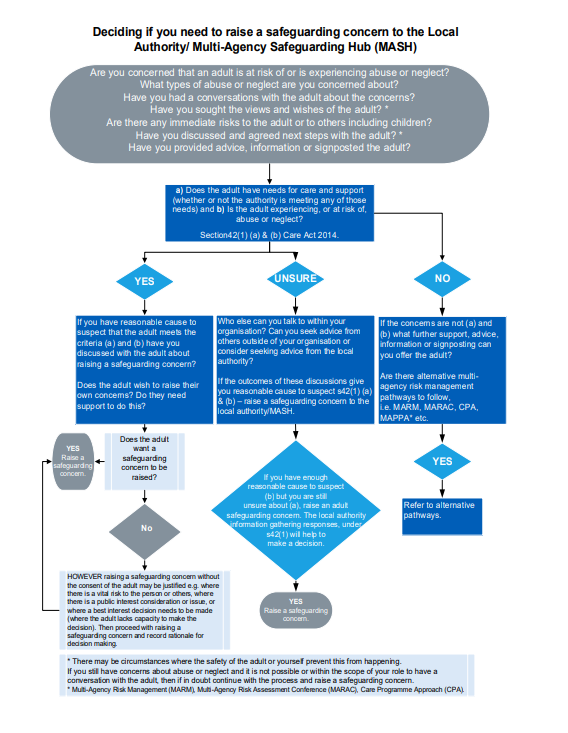 Deciding if you need to raise a safeguarding concern to the Local
Authority/ Multi-Agency Safeguarding Hub (MASH)
Are you concerned that an adult is at risk of or is experiencing abuse or neglect?
What types of abuse or neglect are you concerned about?
Have you had a conversations with the adult about the concerns?
Have you sought the views and wishes of the adult? *
Are there any immediate risks to the adult or to others including children?
Have you discussed and agreed next steps with the adult? *
Have you provided advice, information or signposted the adult?
a) Does the adult have needs for care and support
(whether or not the authority is meeting any of those
needs) and b) Is the adult experiencing, or at risk of,
abuse or neglect?
Section42(1) (a) & (b) Care Act 2014.
YES
UNSURE
NO
If you have reasonable cause to
suspect that the adult meets the
criteria (a) and (b) have you
discussed with the adult about
raising a safeguarding concern?
Does the adult wish to raise their
own concerns? Do they need
support to do this?
Who else can you talk to within your
organisation? Can you seek advice from
others outside of your organisation or
consider seeking advice from the local
authority?
If the outcomes of these discussions give
you reasonable cause to suspect s42(1) (a)
& (b) – raise a safeguarding concern to the
local authority/MASH.
If the concerns are not (a) and
(b) what further support, advice,
information or signposting can
you offer the adult?
Are there alternative multi-
agency risk management
pathways to follow,
i.e. MARM, MARAC, CPA,
MAPPA* etc.
YES
Raise a
safeguarding
concern.
Does the adult
want a
safeguarding
concern to be
raised?
If you have enough
reasonable cause to suspect
(b) but you are still
unsure about (a), raise an adult
safeguarding concern. The local authority
information gathering responses, under
s42(1) will help to
make a decision.
YES
Refer to alternative
pathways.
No
HOWEVER raising a safeguarding concern without
the consent of the adult may be justified e.g. where
there is a vital risk to the person or others, where
there is a public interest consideration or issue, or
where a best interest decision needs to be made
(where the adult lacks capacity to make the
decision). Then proceed with raising a
safeguarding concern and record rationale for
decision making.
YES
Raise a safeguarding
concern.
* There may be circumstances where the safety of the adult or yourself prevent this from happening.
If you still have concerns about abuse or neglect and it is not possible or within the scope of your role to have a
conversation with the adult, then if in doubt continue with the process and raise a safeguarding concern.
* Multi-Agency Risk Management (MARM), Multi-Agency Risk Assessment Conference (MARAC), Care Programme Approach (CPA).